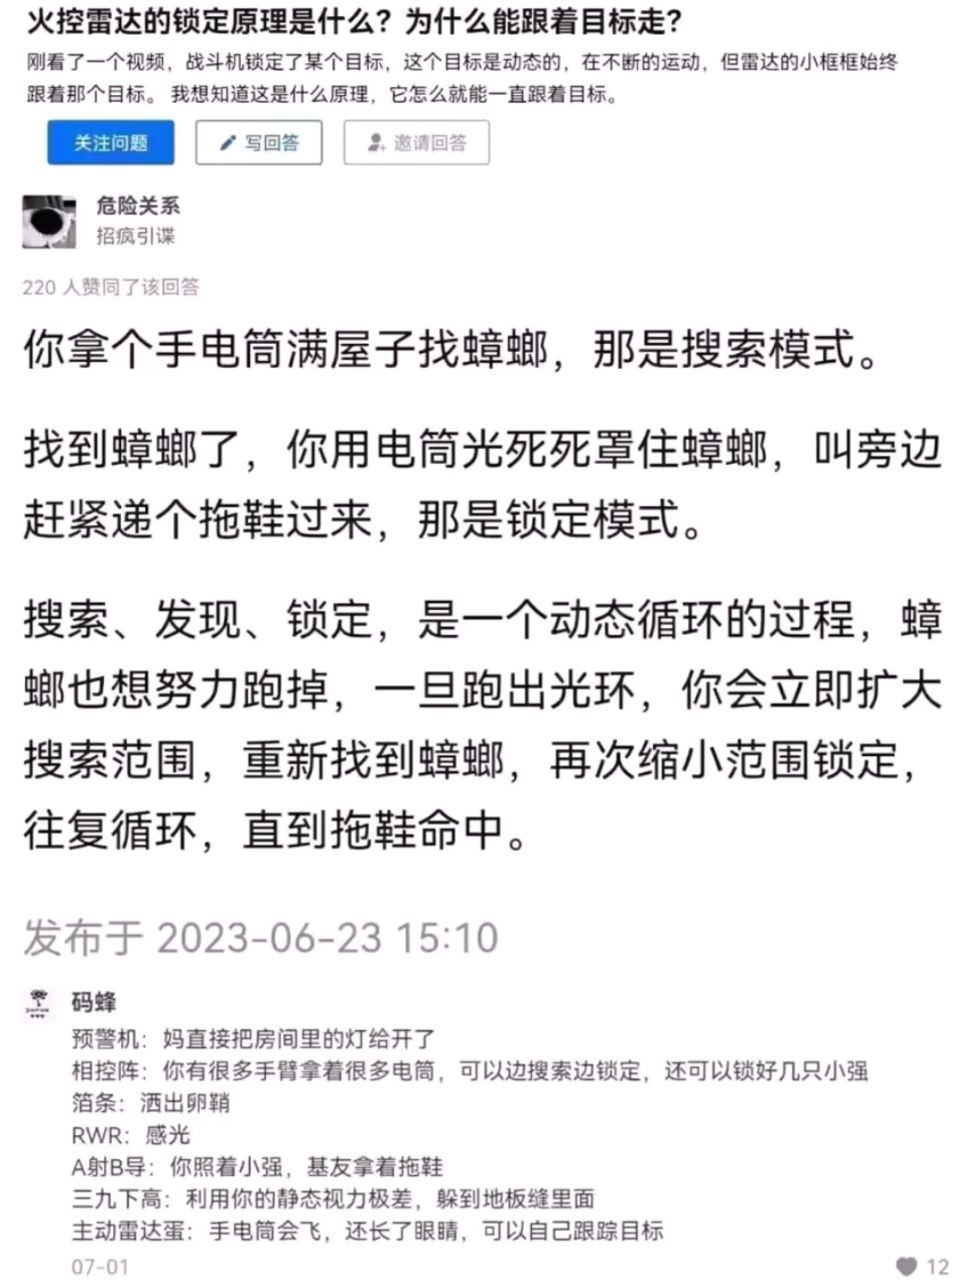 火控雷达的锁定原理是什么？为什么能跟着目标走?
刚看了一个视频，战斗机锁定了某个目标，这个目标是动态的，在不断的运动，但雷达的小框框始终
跟着那个目标。 我想知道这是什么原理，它怎么就能一直跟着目标。
关注问题 写回答 邀请回答
危险关系
招疯引谍
220 人赞同了该回答
你拿个手电筒满屋子找蟑螂，那是搜索模式。
找到蟑螂了，你用电筒光死死罩住蟑螂，叫旁边
赶紧递个拖鞋过来，那是锁定模式。
搜索、发现、锁定，是一个动态循环的过程，蟑
螂也想努力跑掉，一旦跑出光环，你会立即扩大
搜索范围，重新找到蟑螂，再次缩小范围锁定，
往复循环，直到拖鞋命中。
发布于 2023-06-23 15:10
码蜂
预警机：妈直接把房间里的灯给开了
相控阵：你有很多手臂拿着很多电筒，可以边搜索边锁定，还可以锁好几只小强
箔条：洒出卵鞘
RWR：感光
A射B导：你照着小强，基友拿着拖鞋
三九下高：利用你的静态视力极差，躲到地板缝里面
主动雷达蛋：手电筒会飞，还长了眼睛，可以自己跟踪目标
07-01 12